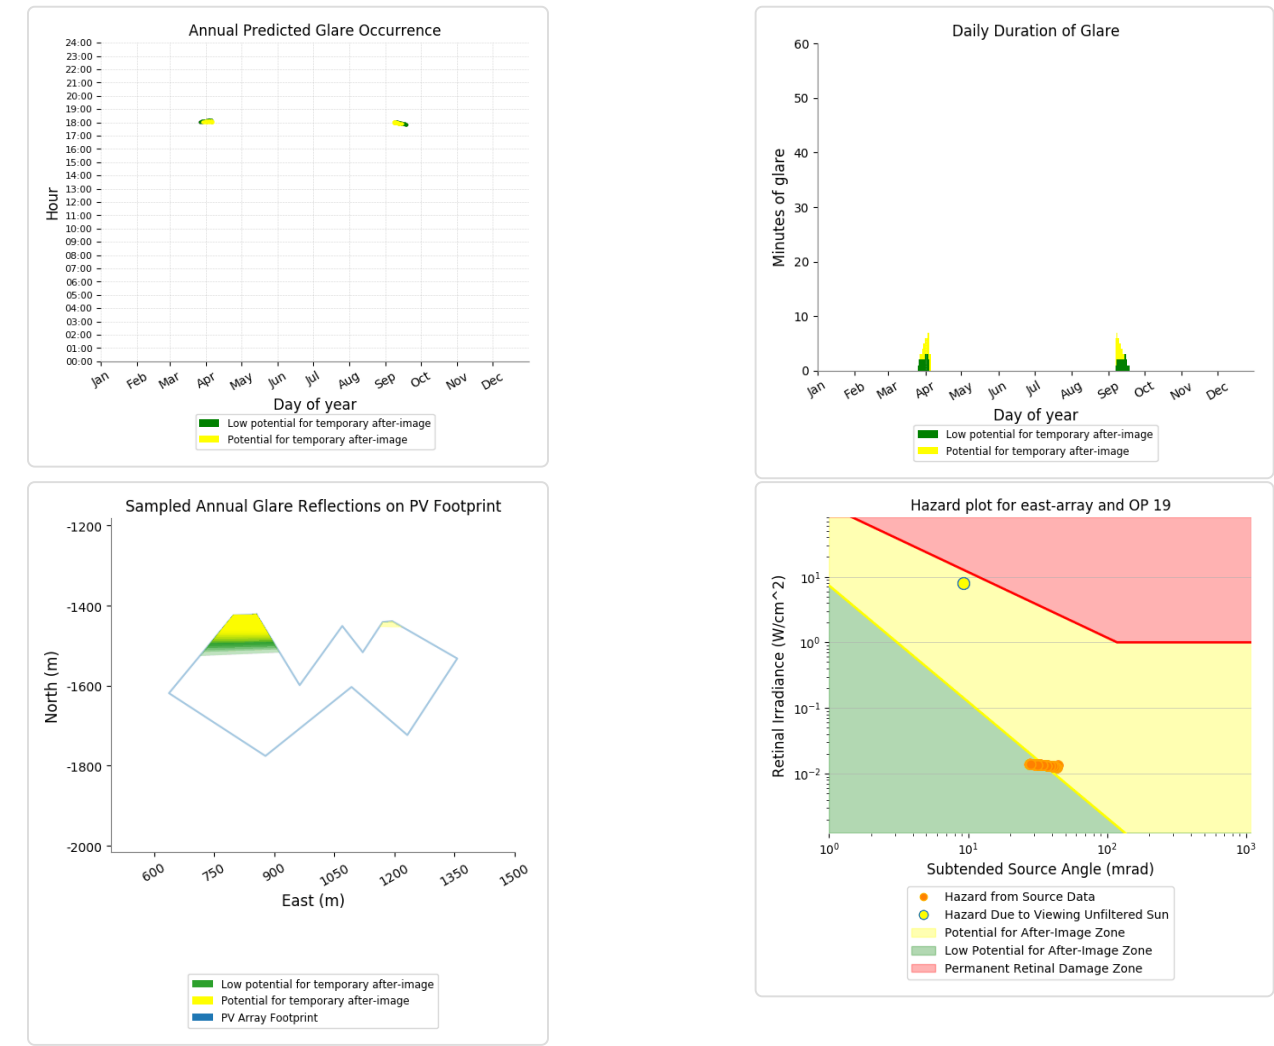 Annual Predicted Glare Occurrence
24:00
23:00
22:00
21:00
20:00
19:00
18:00
17:00
16:00
15:00
14:00
13:00
12:00
11:00
10:00
09:00
08:00
07:00
06:00
05:00
04:00
03:00
02:00
01:00
00:00
Hour
Jan Feb Mar Apr May Jun Jul Aug Sep Oct Nov Dec
Day of year
Low potential for temporary after-image
Potential for temporary after-image
Daily Duration of Glare
60
50
40
30
20
10
0
Minutes of glare
Jan Feb Mar Apr May Jun Jul Aug Sep Oct Nov Dec
Day of year
Low potential for temporary after-image
Potential for temporary after-image
Sampled Annual Glare Reflections on PV Footprint
-1200
-1400
-1600
-1800
-2000
North (m)
600 750 900 1050 1200 1350 1500
East (m)
Low potential for temporary after-image
Potential for temporary after-image
PV Array Footprint
Hazard plot for east-array and OP 19
10^1
10^0
10^-1
10^-2
Retinal Irradiance (W/cm^2)
10^0 10^1 10^2 10^3
Subtended Source Angle (mrad)
Hazard from Source Data
Hazard Due to Viewing Unfiltered Sun
Potential for After-Image Zone
Low Potential for After-Image Zone
Permanent Retinal Damage Zone